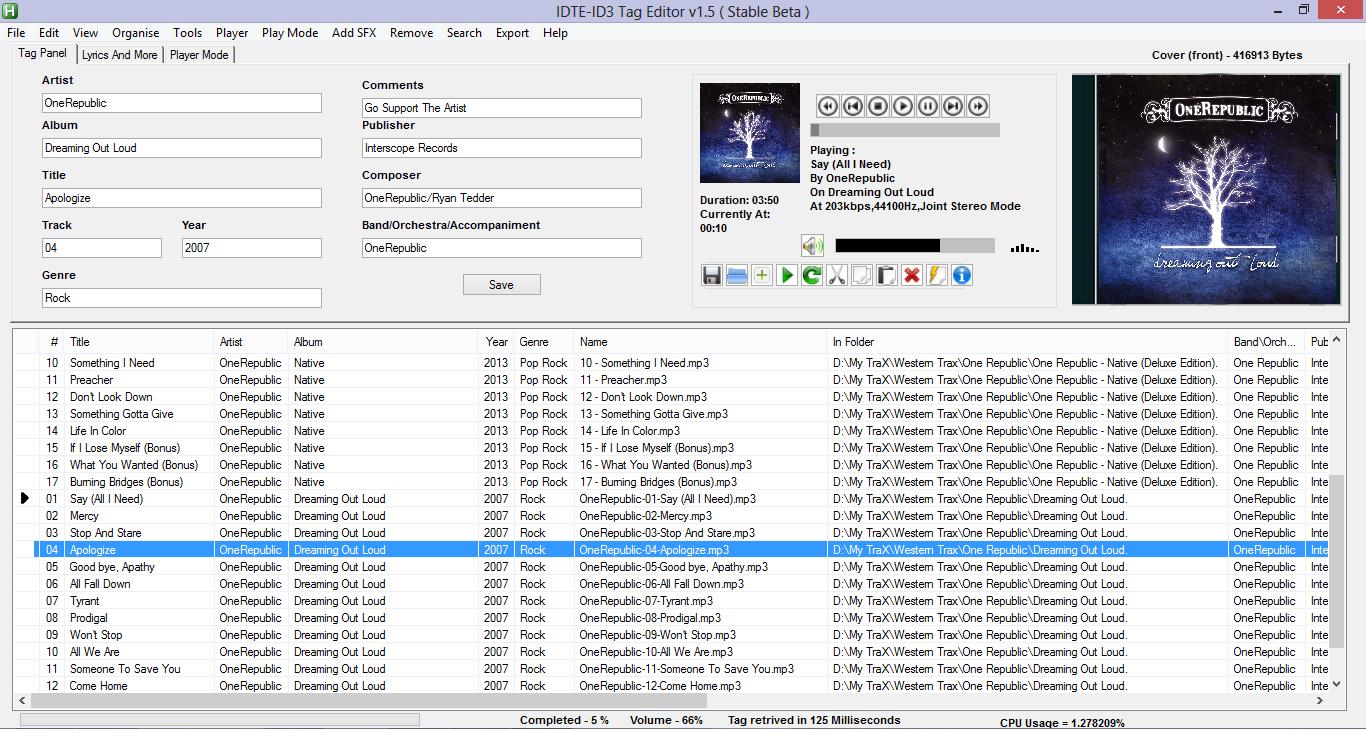 IDTE-ID3 Tag Editor v1.5 ( Stable Beta )
File Edit View Organise Tools Player Play Mode Add SFX Remove Search Export Help
Tag Panel Lyrics And More Player Mode
Cover (front) - 416913 Bytes
Artist
OneRepublic
Album
Dreaming Out Loud
Title
Apologize
Track Year
04 2007
Genre
Rock
Comments
Go Support The Artist
Publisher
Interscope Records
Composer
OneRepublic/Ryan Tedder
Band/Orchestra/Accompaniment
OneRepublic
Save
OneRepublic
dreaming out loud
Duration: 03:50
Currently At:
00:10
Playing :
Say (All I Need)
By OneRepublic
On Dreaming Out Loud
At 203kbps,44100Hz,Joint Stereo Mode
OneRepublic
dreaming out loud
# Title Artist Album Year Genre Name In Folder Band\Orch... Pub
10 Something I Need OneRepublic Native 2013 Pop Rock 10 - Something I Need.mp3 D:\My TraX\Western Trax\One Republic\One Republic - Native (Deluxe Edition). One Republic Inte
11 Preacher OneRepublic Native 2013 Pop Rock 11 - Preacher.mp3 D:\My TraX\Western Trax\One Republic\One Republic - Native (Deluxe Edition). One Republic Inte
12 Don't Look Down OneRepublic Native 2013 Pop Rock 12 - Don't Look Down.mp3 D:\My TraX\Western Trax\One Republic\One Republic - Native (Deluxe Edition). One Republic Inte
13 Something Gotta Give OneRepublic Native 2013 Pop Rock 13 - Something Gotta Give.mp3 D:\My TraX\Western Trax\One Republic\One Republic - Native (Deluxe Edition). One Republic Inte
14 Life In Color OneRepublic Native 2013 Pop Rock 14 - Life In Color.mp3 D:\My TraX\Western Trax\One Republic\One Republic - Native (Deluxe Edition). One Republic Inte
15 If I Lose Myself (Bonus) OneRepublic Native 2013 Pop Rock 15 - If I Lose Myself (Bonus).mp3 D:\My TraX\Western Trax\One Republic\One Republic - Native (Deluxe Edition). One Republic Inte
16 What You Wanted (Bonus) OneRepublic Native 2013 Pop Rock 16 - What You Wanted (Bonus).mp3 D:\My TraX\Western Trax\One Republic\One Republic - Native (Deluxe Edition). One Republic Inte
17 Burning Bridges (Bonus) OneRepublic Native 2013 Pop Rock 17 - Burning Bridges (Bonus).mp3 D:\My TraX\Western Trax\One Republic\One Republic - Native (Deluxe Edition). One Republic Inte
01 Say (All I Need) OneRepublic Dreaming Out Loud 2007 Rock OneRepublic-01-Say (All I Need).mp3 D:\My TraX\Western Trax\One Republic\Dreaming Out Loud. OneRepublic Inte
02 Mercy OneRepublic Dreaming Out Loud 2007 Rock OneRepublic-02-Mercy.mp3 D:\My TraX\Western Trax\One Republic\Dreaming Out Loud. OneRepublic Inte
03 Stop And Stare OneRepublic Dreaming Out Loud 2007 Rock OneRepublic-03-Stop And Stare.mp3 D:\My TraX\Western Trax\One Republic\Dreaming Out Loud. OneRepublic Inte
04 Apologize OneRepublic Dreaming Out Loud 2007 Rock OneRepublic-04-Apologize.mp3 D:\My TraX\Western Trax\One Republic\Dreaming Out Loud. OneRepublic Inte
05 Good bye, Apathy OneRepublic Dreaming Out Loud 2007 Rock OneRepublic-05-Good bye, Apathy.mp3 D:\My TraX\Western Trax\One Republic\Dreaming Out Loud. OneRepublic Inte
06 All Fall Down OneRepublic Dreaming Out Loud 2007 Rock OneRepublic-06-All Fall Down.mp3 D:\My TraX\Western Trax\One Republic\Dreaming Out Loud. OneRepublic Inte
07 Tyrant OneRepublic Dreaming Out Loud 2007 Rock OneRepublic-07-Tyrant.mp3 D:\My TraX\Western Trax\One Republic\Dreaming Out Loud. OneRepublic Inte
08 Prodigal OneRepublic Dreaming Out Loud 2007 Rock OneRepublic-08-Prodigal.mp3 D:\My TraX\Western Trax\One Republic\Dreaming Out Loud. OneRepublic Inte
09 Won't Stop OneRepublic Dreaming Out Loud 2007 Rock OneRepublic-09-Won't Stop.mp3 D:\My TraX\Western Trax\One Republic\Dreaming Out Loud. OneRepublic Inte
10 All We Are OneRepublic Dreaming Out Loud 2007 Rock OneRepublic-10-All We Are.mp3 D:\My TraX\Western Trax\One Republic\Dreaming Out Loud. OneRepublic Inte
11 Someone To Save You OneRepublic Dreaming Out Loud 2007 Rock OneRepublic-11-Someone To Save You.mp3 D:\My TraX\Western Trax\One Republic\Dreaming Out Loud. OneRepublic Inte
12 Come Home OneRepublic Dreaming Out Loud 2007 Rock OneRepublic-12-Come Home.mp3 D:\My TraX\Western Trax\One Republic\Dreaming Out Loud. OneRepublic Inte
Completed - 5 % Volume - 66% Tag retrived in 125 Milliseconds CPU Usage = 1.278209%